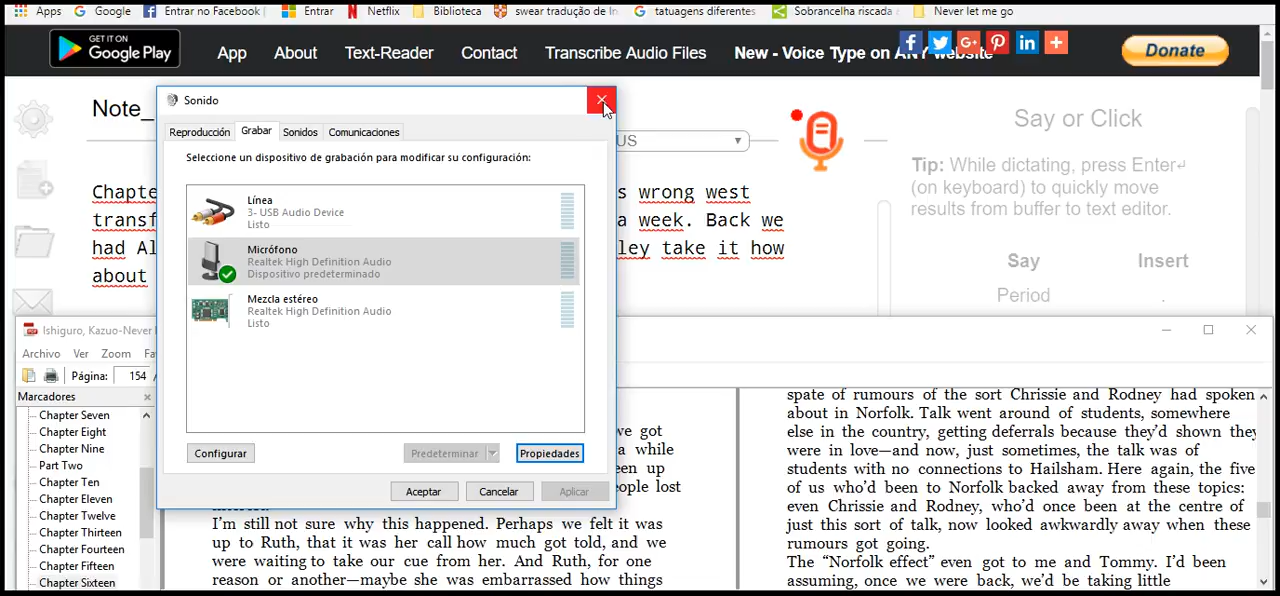 Apps
Google
Entrar no Facebook
Entrar
Netflix
Biblioteca
swear tradução de In
tatuagens diferentes
Sobrancelha riscada
Never let me go
GET IT ON
Google Play
App
About
Text-Reader
Contact
Transcribe Audio Files
New - Voice Type on ANY website
Donate
Note_
US
Chapte
s wrong west
transf
a week. Back we
had Al
ley take it how
about
Say or Click
Tip: While dictating, press Enter↵
(on keyboard) to quickly move
results from buffer to text editor.
Say
Insert
Period
.
Sonido
Reproducción
Grabar
Sonidos
Comunicaciones
Seleccione un dispositivo de grabación para modificar su configuración:
Línea
3- USB Audio Device
Listo
Micrófono
Realtek High Definition Audio
Dispositivo predeterminado
Mezcla estéreo
Realtek High Definition Audio
Listo
Configurar
Predeterminar
Propiedades
Aceptar
Cancelar
Aplicar
Ishiguro, Kazuo-Never
Archivo
Ver
Zoom
Fa
Página:
154
/
Marcadores
Chapter Seven
Chapter Eight
Chapter Nine
Part Two
Chapter Ten
Chapter Eleven
Chapter Twelve
Chapter Thirteen
Chapter Fourteen
Chapter Fifteen
Chapter Sixteen
we got
a while
een up
eople lost
I'm still not sure why this happened. Perhaps we felt it was
up to Ruth, that it was her call how much got told, and we
were waiting to take our cue from her. And Ruth, for one
reason or another—maybe she was embarrassed how things
spate of rumours of the sort Chrissie and Rodney had spoken
about in Norfolk. Talk went around of students, somewhere
else in the country, getting deferrals because they'd shown they
were in love—and now, just sometimes, the talk was of
students with no connections to Hailsham. Here again, the five
of us who'd been to Norfolk backed away from these topics:
even Chrissie and Rodney, who'd once been at the centre of
just this sort of talk, now looked awkwardly away when these
rumours got going.
The “Norfolk effect” even got to me and Tommy. I'd been
assuming, once we were back, we'd be taking little